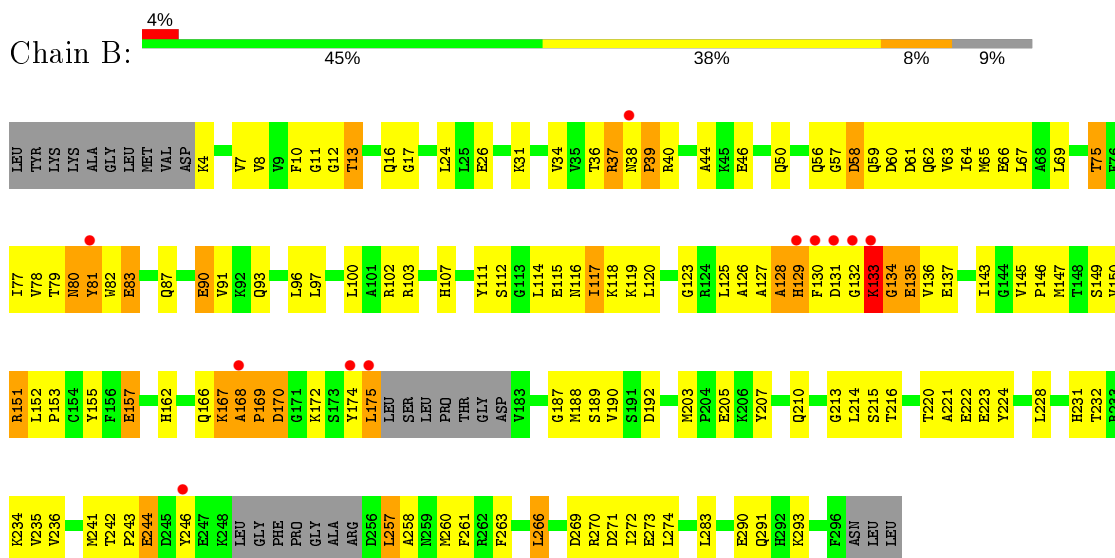 4%
Chain B:
45% 38% 8% 9%
LEU TYR LYS LYS ALA GLY LEU MET VAL ASP K4 V7 V8 V9 F10 G11 G12 T13 Q16 G17 L24 L25 E26 K31 V34 V35 T36 R37 N38 P39 R40 A44 K45 E46 Q50 Q56 G57 D58 Q59 D60 D61 Q62 V63 I64 M65 E66 L67 A68 L69 T75 E76
I77 V78 T79 N80 Y81 W82 E83 Q87 E90 K92 Q93 L96 L97 L100 A101 R102 R103 H107 Y111 S112 G113 L114 E115 N116 I117 K118 K119 L120 G123 R124 L125 A126 A127 A128 H129 F130 D131 G132 K133 G134 E135 V136 E137 I143 G144 V145 P146 M147 T148 S149 V150
R151 L152 P153 C154 Y155 F156 E157 H162 Q166 K167 A168 P169 D170 G171 K172 S173 Y174 L175 LEU SER LEU PRO THR GLY ASP V183 G187 M188 S189 V190 S191 D192 M203 P204 E205 K206 Y207 Q210 G213 L214 S215 T216 T220 A221 E222 E223 Y224 L228 H231 T232 P233
K234 V235 V236 M241 T242 P243 E244 D245 Y246 E247 K248 LEU GLY PHE PRO GLY ALA ARG D256 L257 A258 N259 M260 F261 R262 F263 L266 D269 R270 D271 I272 E273 L274 L283 E290 Q291 H292 K293 F296 ASN LEU LEU